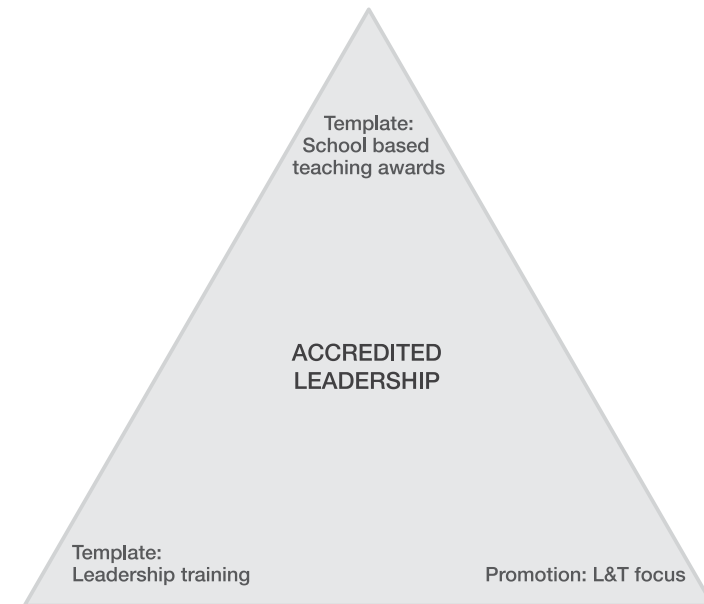 Template:
School based
teaching awards
ACCREDITED
LEADERSHIP
Template:
Leadership training
Promotion: L&T focus